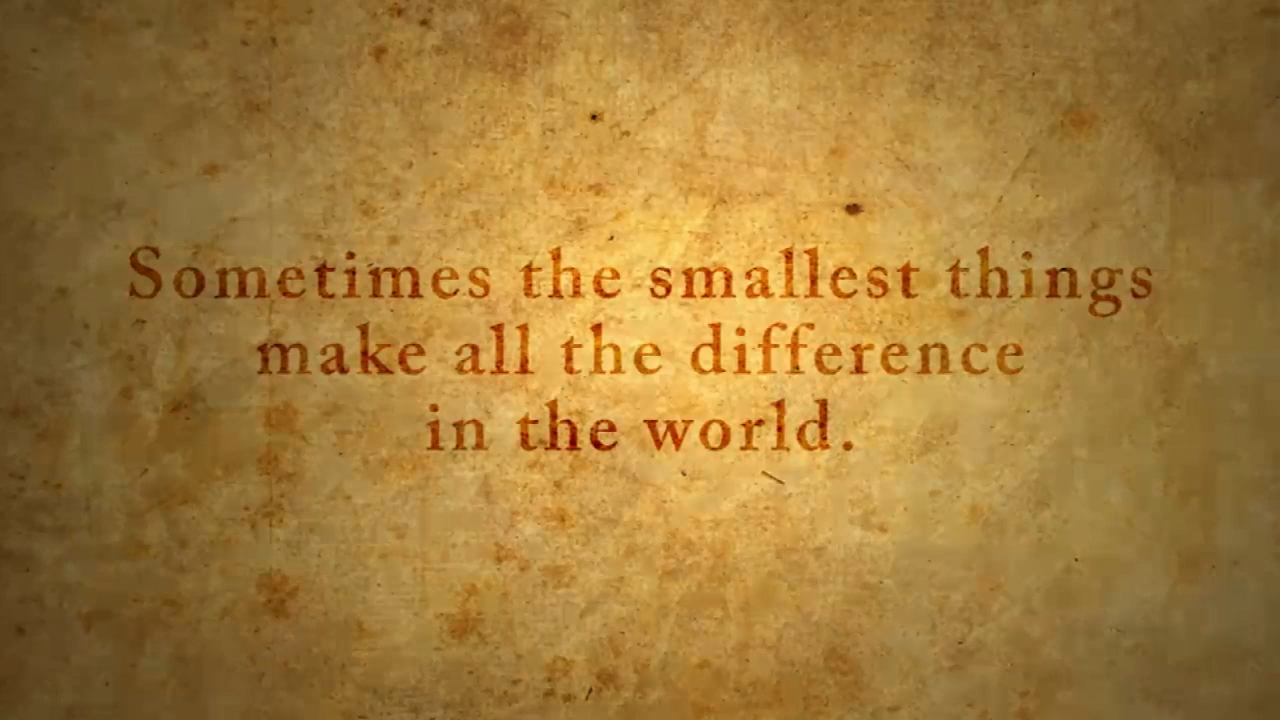 Sometimes the smallest things
make all the difference
in the world.